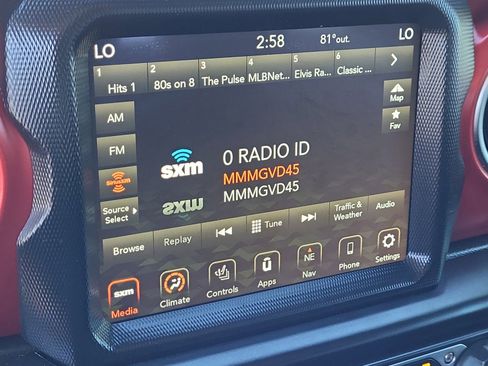 LO 2:58 81°out. LO
1 2 3 4 5 6
Hits 1 80s on 8 The Pulse MLBNet... Elvis Ra... Classic ...
Map
Fav
AM
FM
SiriusXM
Source Select
sxm
0 RADIO ID
MMMGVD45
MMMGVD45
Browse Replay Tune Traffic & Weather Audio
sxm NE
Media Climate Controls Apps Nav Phone Settings